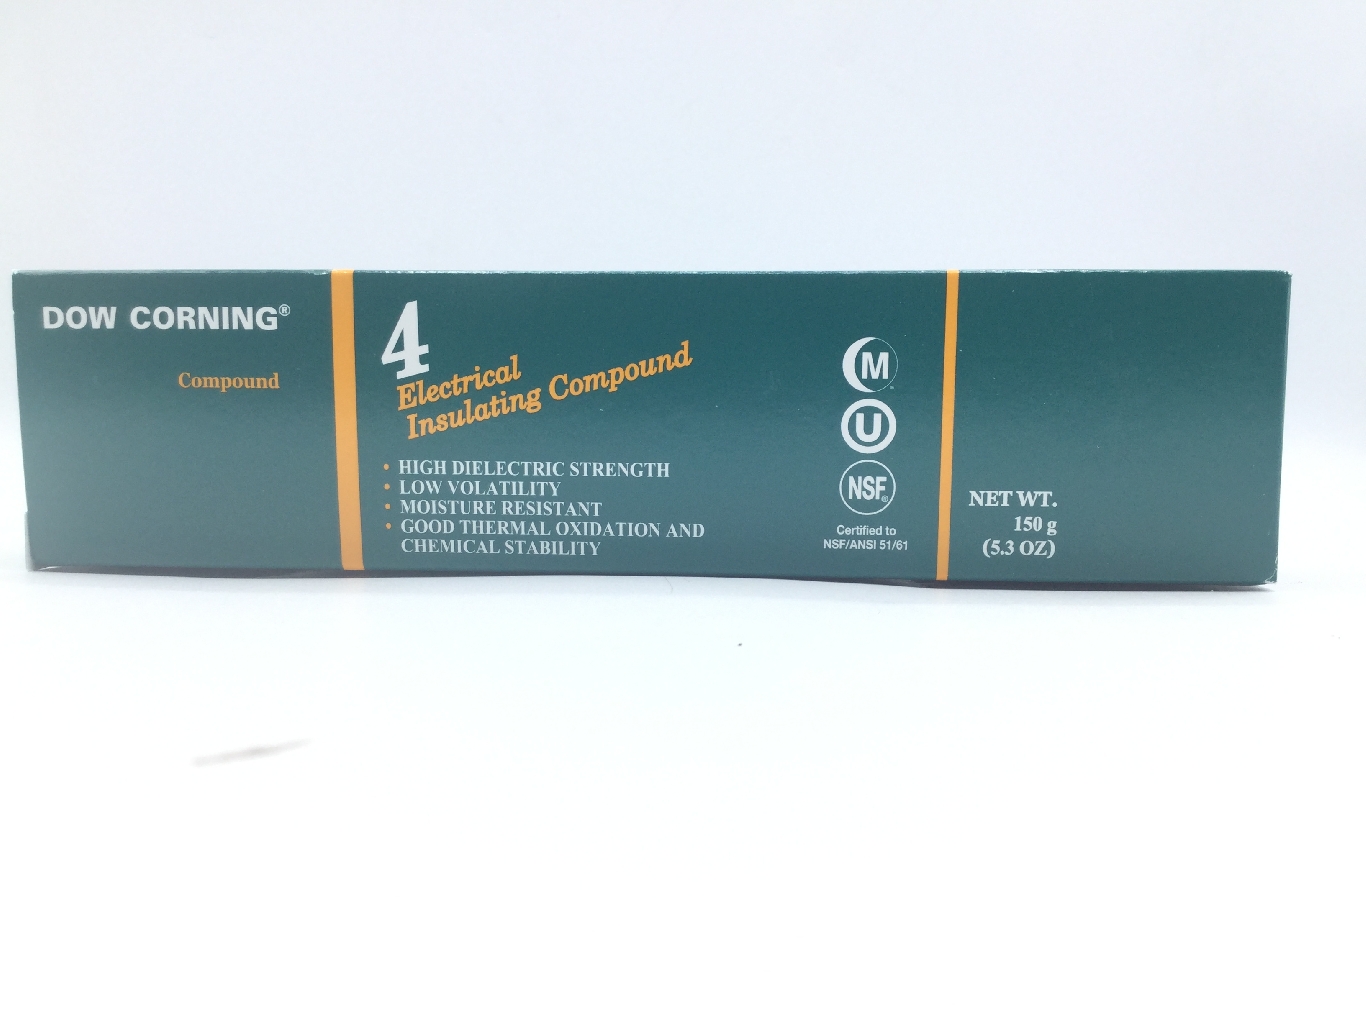 DOW CORNING®
Compound
4
Electrical
Insulating Compound
• HIGH DIELECTRIC STRENGTH
• LOW VOLATILITY
• MOISTURE RESISTANT
• GOOD THERMAL OXIDATION AND
CHEMICAL STABILITY
M
U
NSF®
Certified to
NSF/ANSI 51/61
NET WT.
150 g
(5.3 OZ)